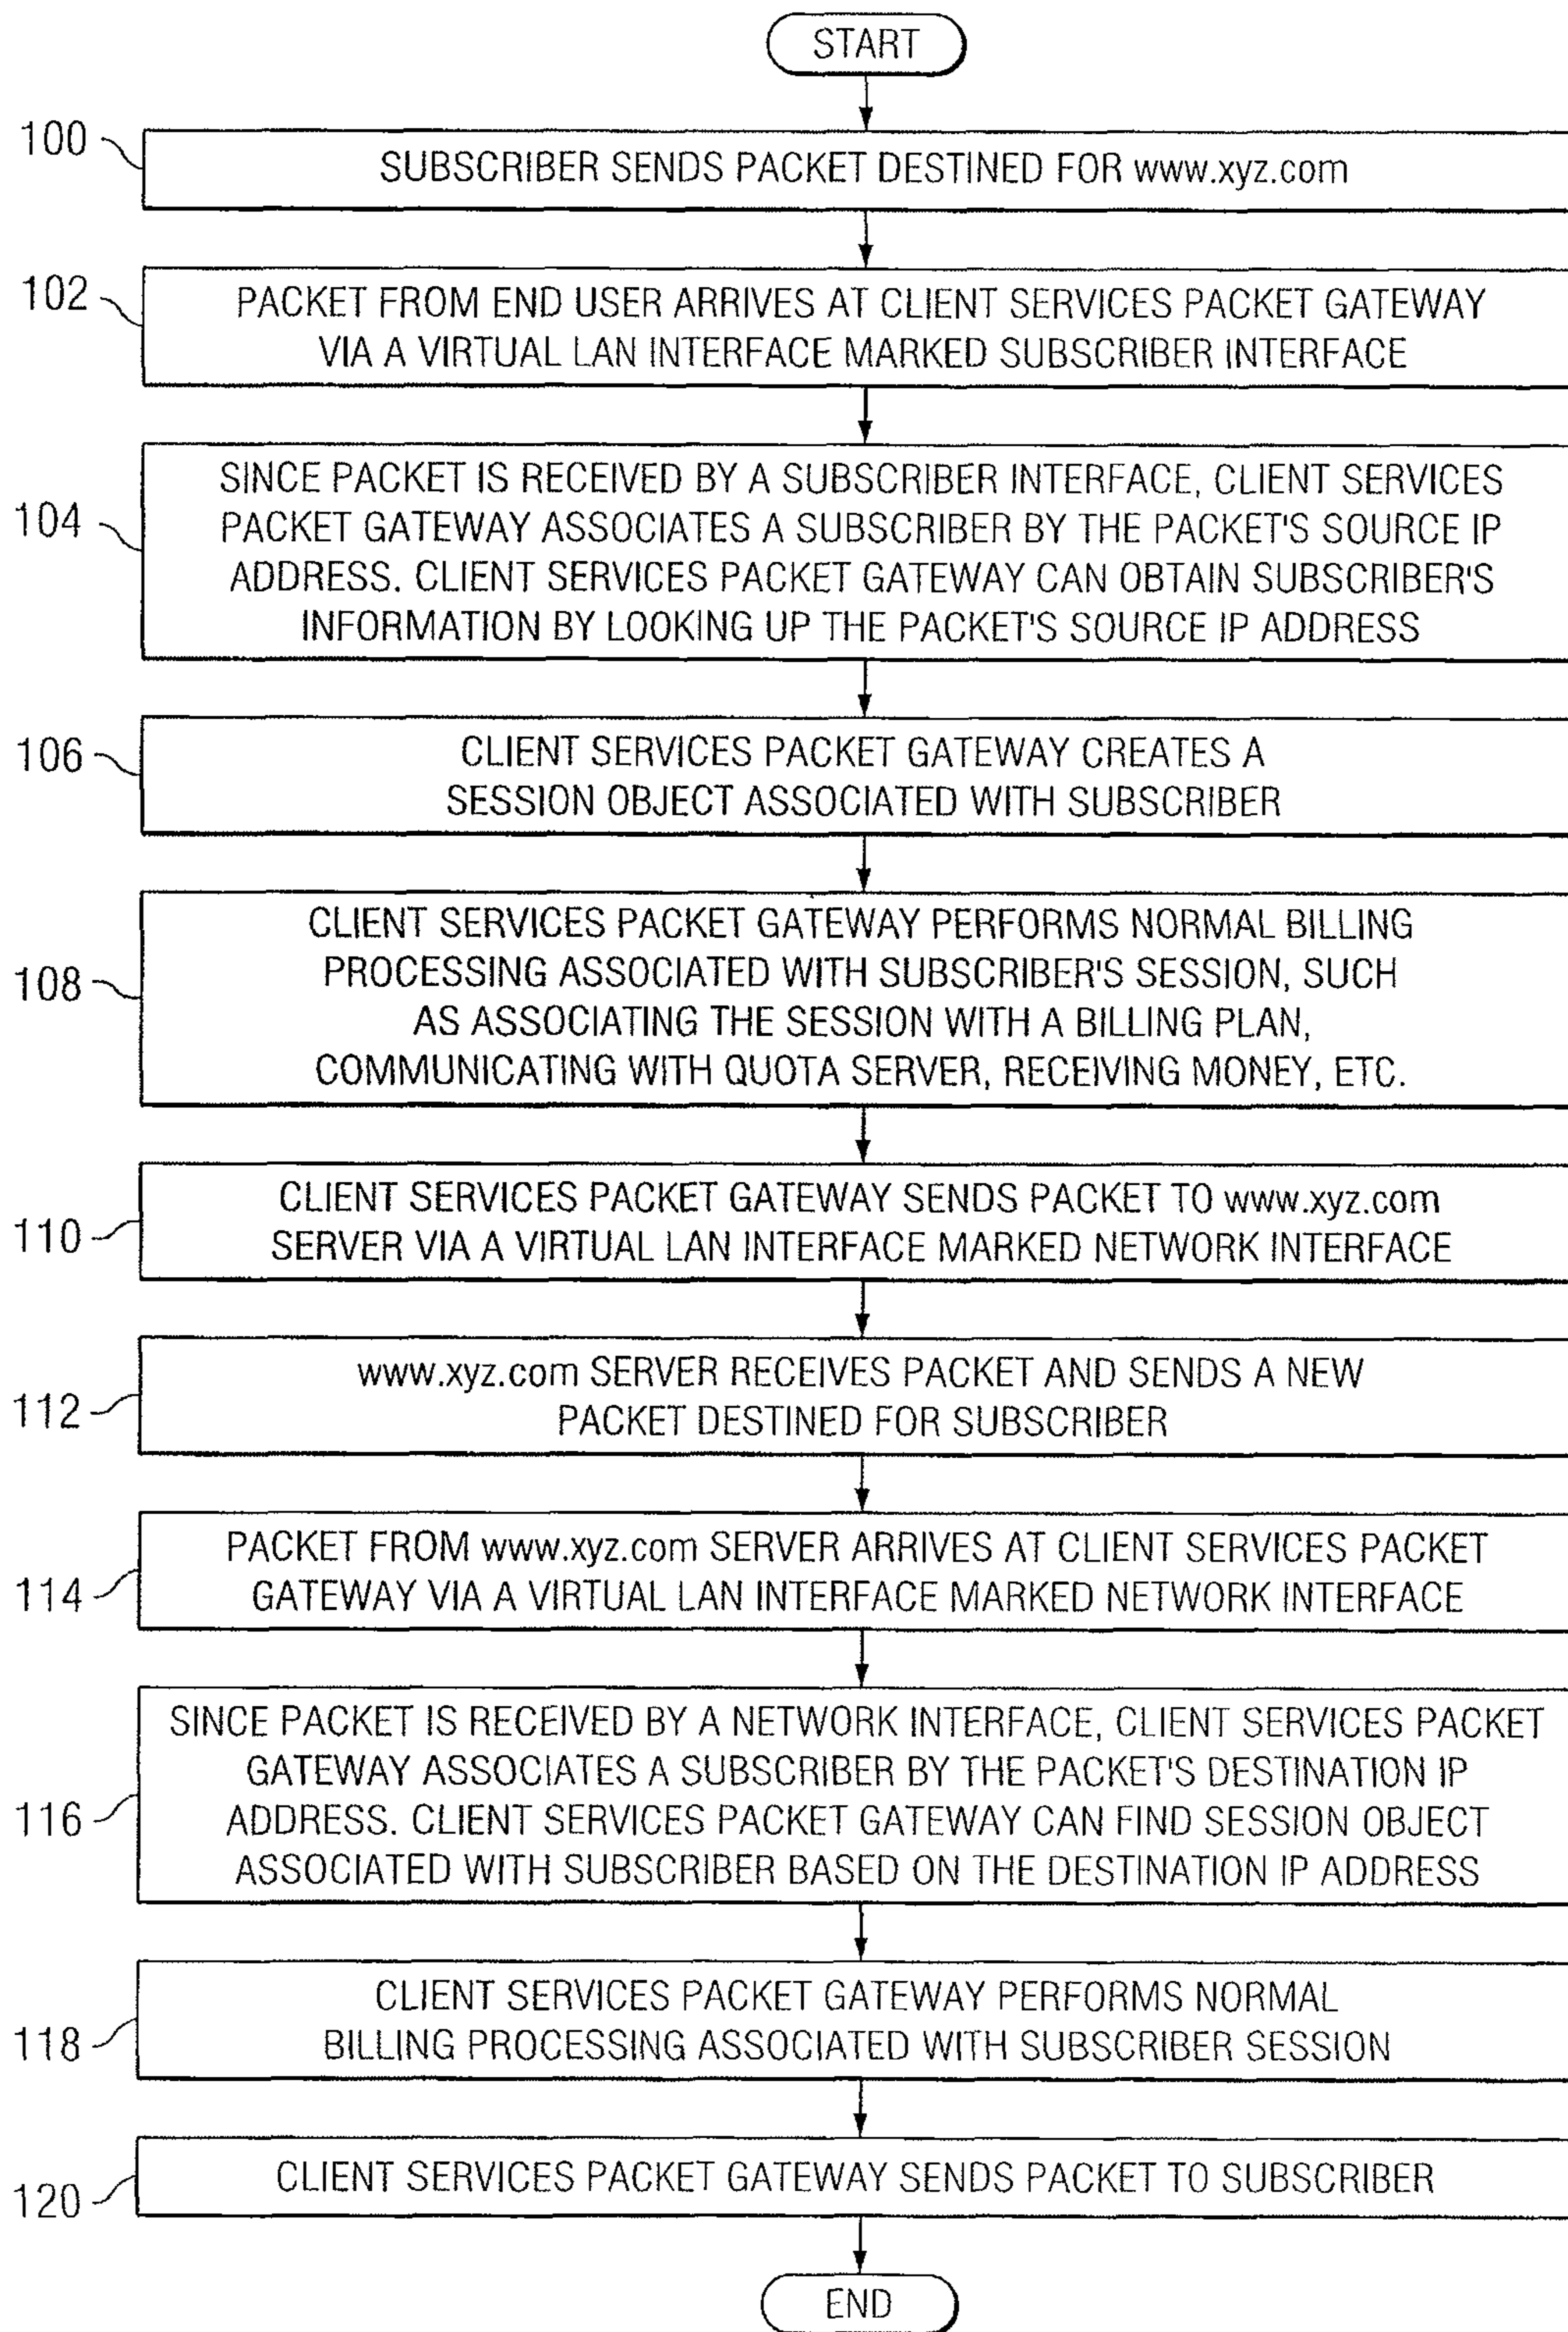 START
100
SUBSCRIBER SENDS PACKET DESTINED FOR www.xyz.com
102
PACKET FROM END USER ARRIVES AT CLIENT SERVICES PACKET GATEWAY
VIA A VIRTUAL LAN INTERFACE MARKED SUBSCRIBER INTERFACE
104
SINCE PACKET IS RECEIVED BY A SUBSCRIBER INTERFACE, CLIENT SERVICES
PACKET GATEWAY ASSOCIATES A SUBSCRIBER BY THE PACKET'S SOURCE IP
ADDRESS. CLIENT SERVICES PACKET GATEWAY CAN OBTAIN SUBSCRIBER'S
INFORMATION BY LOOKING UP THE PACKET'S SOURCE IP ADDRESS
106
CLIENT SERVICES PACKET GATEWAY CREATES A
SESSION OBJECT ASSOCIATED WITH SUBSCRIBER
108
CLIENT SERVICES PACKET GATEWAY PERFORMS NORMAL BILLING
PROCESSING ASSOCIATED WITH SUBSCRIBER'S SESSION, SUCH
AS ASSOCIATING THE SESSION WITH A BILLING PLAN,
COMMUNICATING WITH QUOTA SERVER, RECEIVING MONEY, ETC.
110
CLIENT SERVICES PACKET GATEWAY SENDS PACKET TO www.xyz.com
SERVER VIA A VIRTUAL LAN INTERFACE MARKED NETWORK INTERFACE
112
www.xyz.com SERVER RECEIVES PACKET AND SENDS A NEW
PACKET DESTINED FOR SUBSCRIBER
114
PACKET FROM www.xyz.com SERVER ARRIVES AT CLIENT SERVICES PACKET
GATEWAY VIA A VIRTUAL LAN INTERFACE MARKED NETWORK INTERFACE
116
SINCE PACKET IS RECEIVED BY A NETWORK INTERFACE, CLIENT SERVICES PACKET
GATEWAY ASSOCIATES A SUBSCRIBER BY THE PACKET'S DESTINATION IP
ADDRESS. CLIENT SERVICES PACKET GATEWAY CAN FIND SESSION OBJECT
ASSOCIATED WITH SUBSCRIBER BASED ON THE DESTINATION IP ADDRESS
118
CLIENT SERVICES PACKET GATEWAY PERFORMS NORMAL
BILLING PROCESSING ASSOCIATED WITH SUBSCRIBER SESSION
120
CLIENT SERVICES PACKET GATEWAY SENDS PACKET TO SUBSCRIBER
END